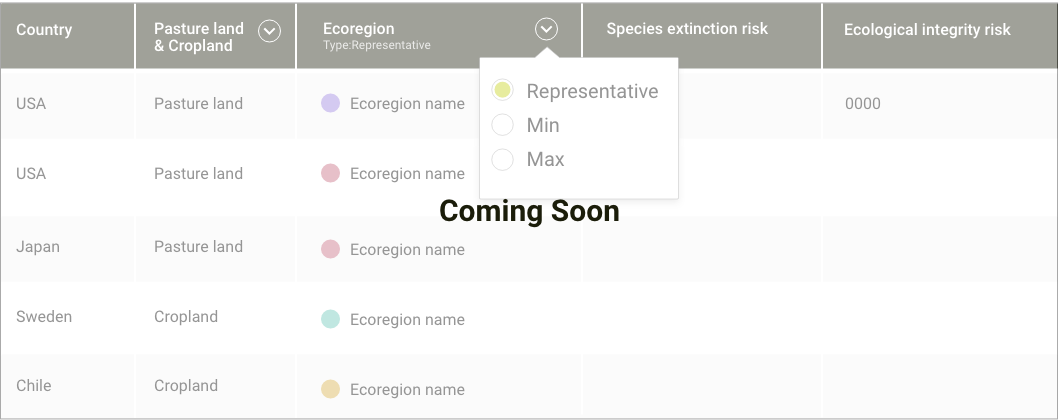 Country
Pasture land
& Cropland
Ecoregion
Type:Representative
Species extinction risk
Ecological integrity risk
Representative
Min
Max
USA
Pasture land
Ecoregion name
0000
USA
Pasture land
Ecoregion name
Coming Soon
Japan
Pasture land
Ecoregion name
Sweden
Cropland
Ecoregion name
Chile
Cropland
Ecoregion name